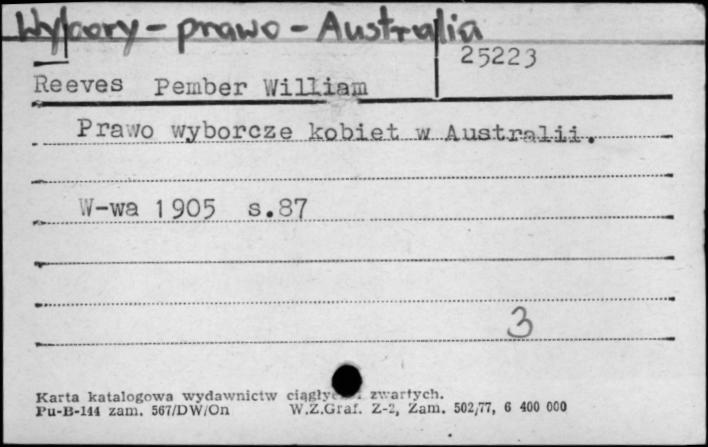 Wybory - prawo - Australia
25223
Reeves Pember William
Prawo wyborcze kobiet w Australii.
W-wa 1905 s.87
3
Karta katalogowa wydawnictw ciągłych i zwartych.
Pu-B-144 zam. 567/DW/On W.Z.Graf. Z-2, Zam. 502/77, 6 400 000